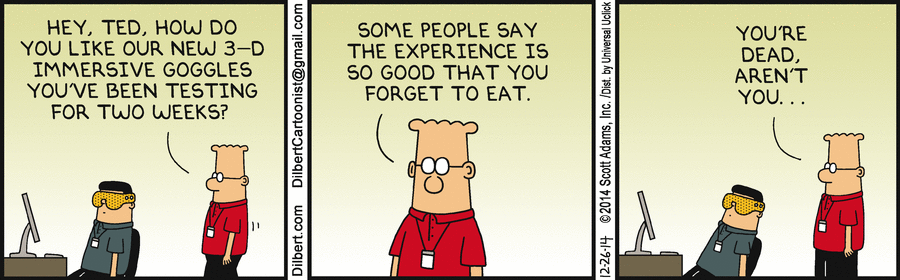 HEY, TED, HOW DO
YOU LIKE OUR NEW 3-D
IMMERSIVE GOGGLES
YOU'VE BEEN TESTING
FOR TWO WEEKS?
Dilbert.com DilbertCartoonist@gmail.com
SOME PEOPLE SAY
THE EXPERIENCE IS
SO GOOD THAT YOU
FORGET TO EAT.
12-26-14 ©2014 Scott Adams, Inc. /Dist. by Universal Uclick
YOU'RE
DEAD,
AREN'T
YOU...